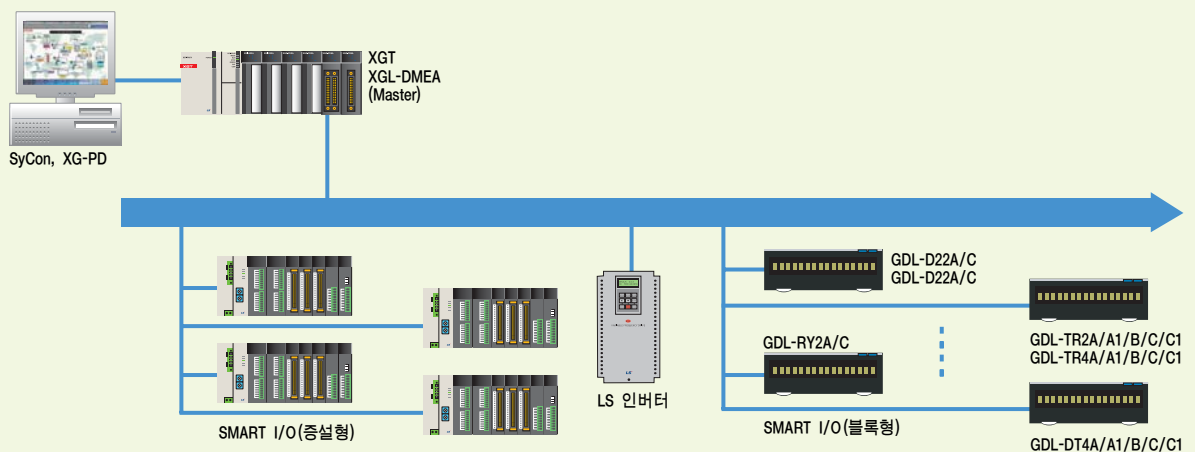 XGT
XGL-DMEA
(Master)
SyCon, XG-PD
GDL-D22A/C
GDL-D22A/C
GDL-TR2A/A1/B/C/C1
GDL-TR4A/A1/B/C/C1
GDL-RY2A/C
LS 인버터
SMART I/O(증설형)
SMART I/O(블록형)
GDL-DT4A/A1/B/C/C1